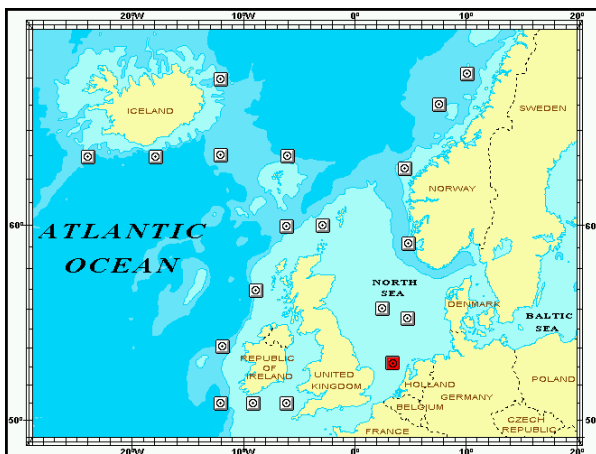 20°W 10°W 0° 10° 20°
SWEDEN
ICELAND
NORWAY
60° 60°
ATLANTIC
OCEAN
NORTH
SEA
DENMARK
BALTIC
SEA
REPUBLIC
OF
IRELAND
UNITED
KINGDOM
HOLLAND
POLAND
GERMANY
BELGIUM
CZECH
REPUBLIC
50° 50°
FRANCE
20°W 10°W 0° 10° 20°